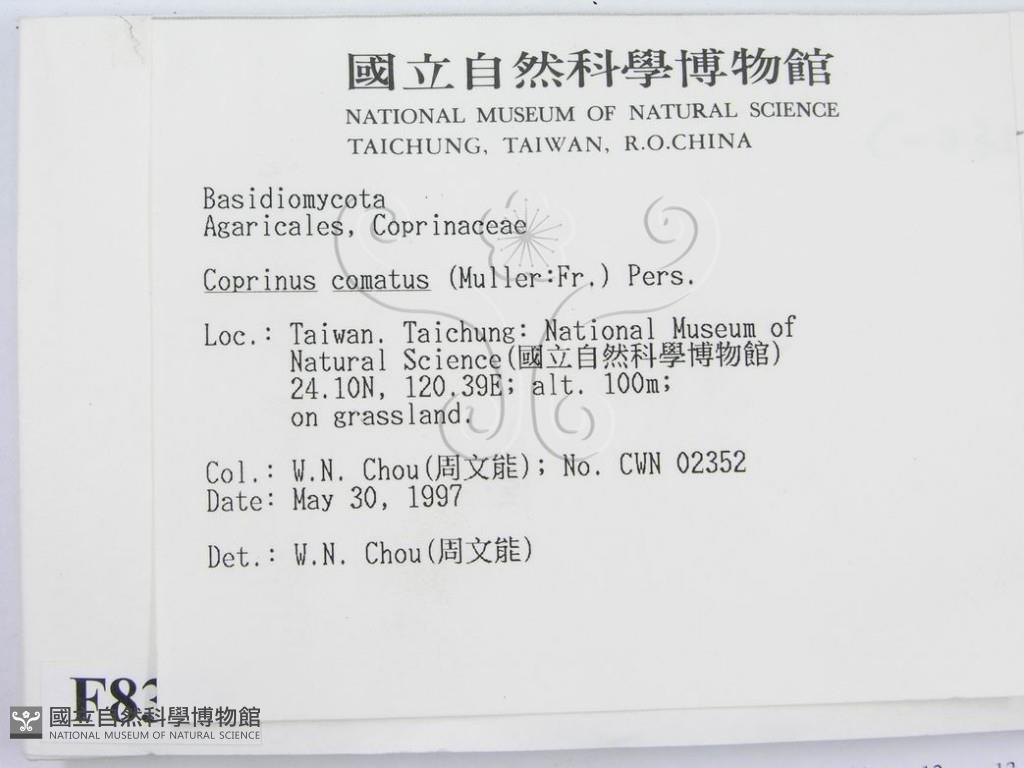 國立自然科學博物館
NATIONAL MUSEUM OF NATURAL SCIENCE
TAICHUNG, TAIWAN, R.O.CHINA
Basidiomycota
Agaricales, Coprinaceae
Coprinus comatus (Muller:Fr.) Pers.
Loc.: Taiwan. Taichung: National Museum of
Natural Science(國立自然科學博物館)
24.10N, 120.39E; alt. 100m;
on grassland.
Col.: W.N. Chou(周文能); No. CWN 02352
Date: May 30, 1997
Det.: W.N. Chou(周文能)
F83
國立自然科學博物館
NATIONAL MUSEUM OF NATURAL SCIENCE